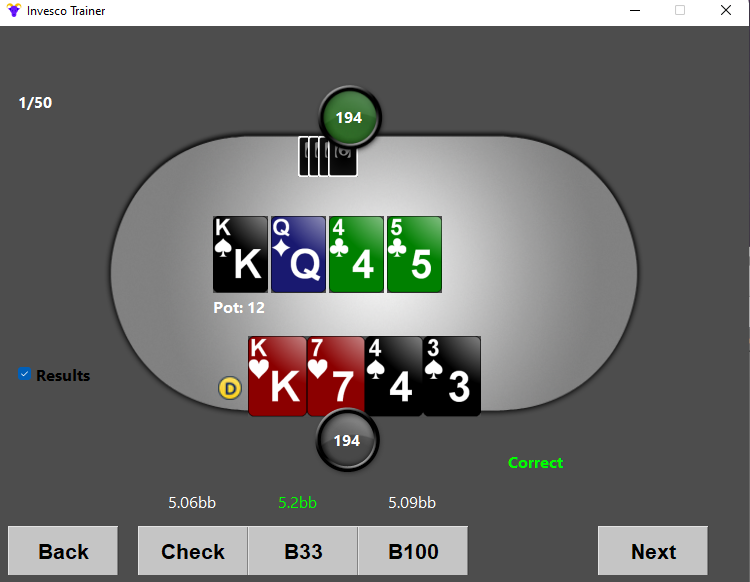 Invesco Trainer
1/50
194
K Q 4 5
K Q 4 5
Pot: 12
K 7 4 3
K 7 4 3
D
Results
194
Correct
5.06bb 5.2bb 5.09bb
Back Check B33 B100 Next